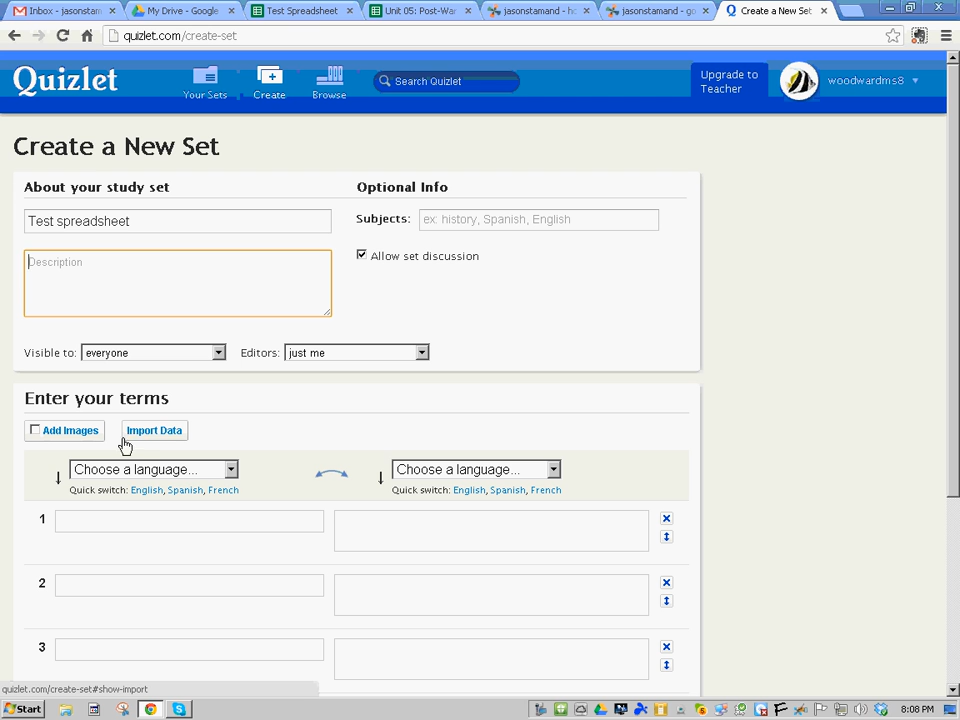 Inbox - jasonstam
My Drive - Google
Test Spreadsheet
Unit 05: Post-War
jasonstamand - ho
jasonstamand - go
Create a New Set
quizlet.com/create-set
Quizlet
Your Sets
Create
Browse
Search Quizlet
Upgrade to
Teacher
woodwardms8
Create a New Set
About your study set
Optional Info
Test spreadsheet
Subjects: ex: history, Spanish, English
Description
Allow set discussion
Visible to: everyone
Editors: just me
Enter your terms
Add Images
Import Data
Choose a language...
Choose a language...
Quick switch: English, Spanish, French
Quick switch: English, Spanish, French
1
2
3
quizlet.com/create-set#show-import
Start
8:08 PM